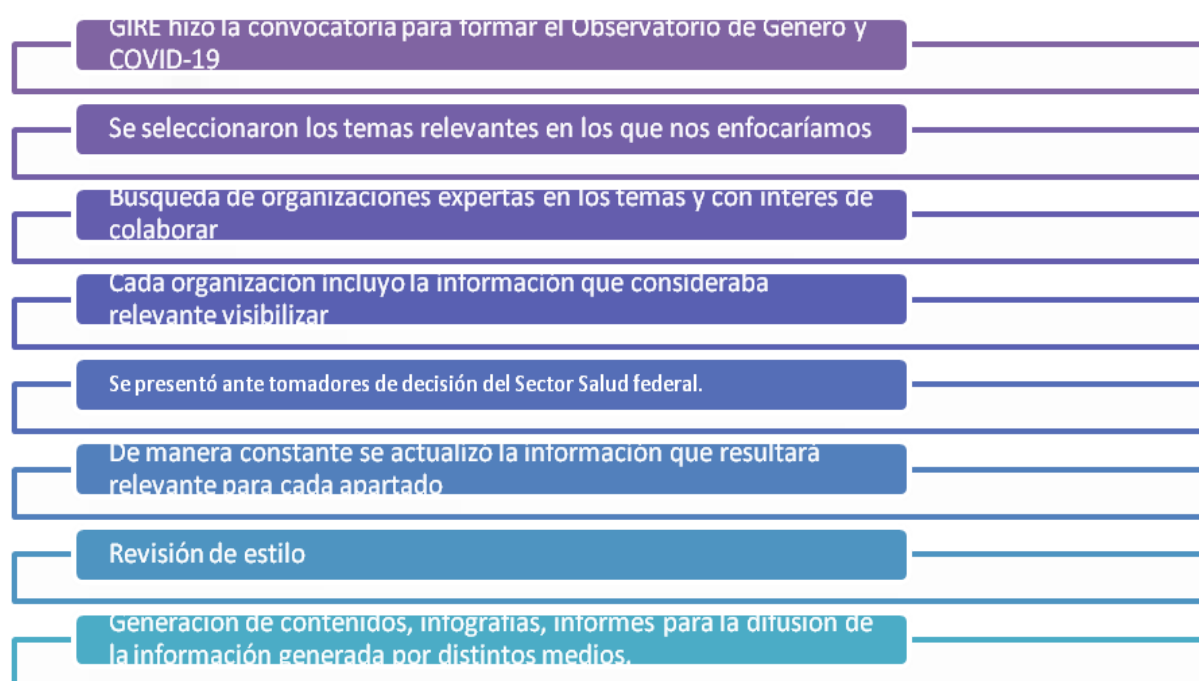 GIRE hizo la convocatoria para formar el Observatorio de Género y
COVID-19
Se seleccionaron los temas relevantes en los que nos enfocaríamos
Búsqueda de organizaciones expertas en los temas y con interés de
colaborar
Cada organización incluyo la información que consideraba
relevante visibilizar
Se presentó ante tomadores de decisión del Sector Salud federal.
De manera constante se actualizó la información que resultará
relevante para cada apartado
Revisión de estilo
Generación de contenidos, infografías, informes para la difusión de
la información generada por distintos medios.